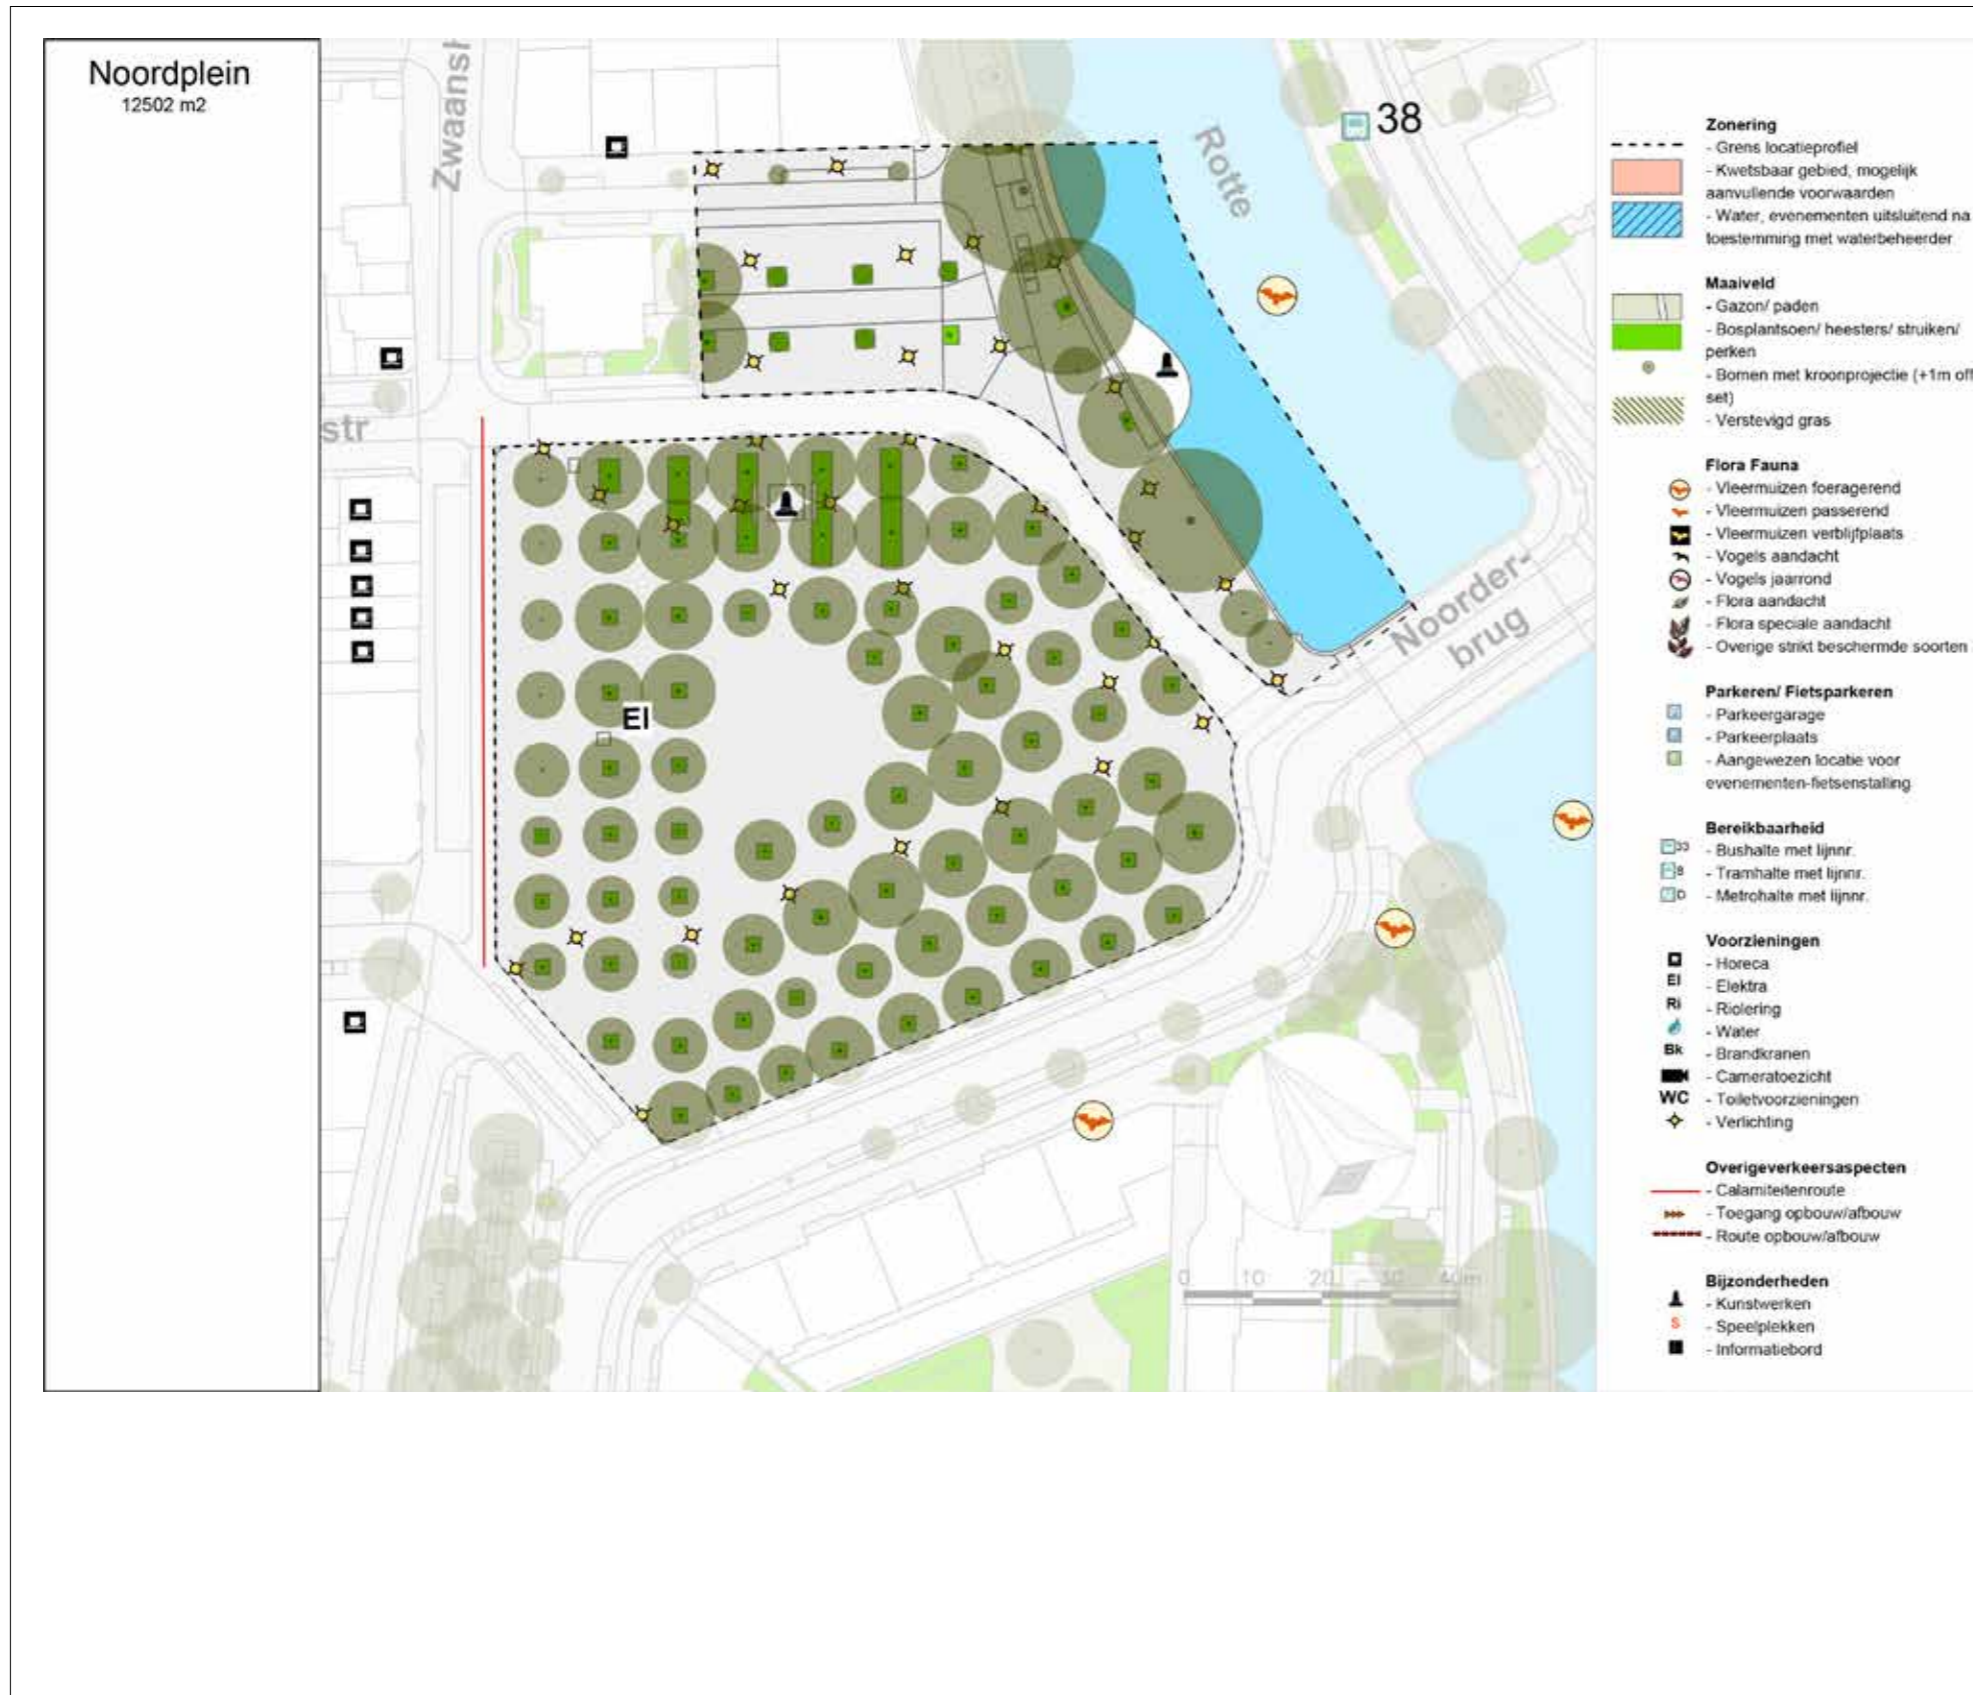 Noordplein
12502 m2
Zwaansh
38
Rotte
str
Noorder-
brug
El
0 10 20 30 40m
Zonering
- Grens locatieprofiel
- Kwetsbaar gebied, mogelijk
aanvullende voorwaarden
- Water, evenementen uitsluitend na
toestemming met waterbeheerder
Maaiveld
- Gazon/ paden
- Bosplantsoen/ heesters/ struiken/
perken
- Bomen met kroonprojectie (+1m off
set)
- Verstevigd gras
Flora Fauna
- Vleermuizen foeragerend
- Vleermuizen passerend
- Vleermuizen verblijfplaats
- Vogels aandacht
- Vogels jaarrond
- Flora aandacht
- Flora speciale aandacht
- Overige strikt beschermde soorten
Parkeren/ Fietsparkeren
- Parkeergarage
- Parkeerplaats
- Aangewezen locatie voor
evenementen-fietsenstalling
Bereikbaarheid
33 - Bushalte met lijnnr.
8 - Tramhalte met lijnnr.
D - Metrohalte met lijnnr.
Voorzieningen
- Horeca
El - Elektra
Ri - Riolering
- Water
Bk - Brandkranen
- Cameratoezicht
WC - Toiletvoorzieningen
- Verlichting
Overigeverkeersaspecten
- Calamiteitenroute
- Toegang opbouw/afbouw
- Route opbouw/afbouw
Bijzonderheden
- Kunstwerken
S - Speelplekken
- Informatiebord